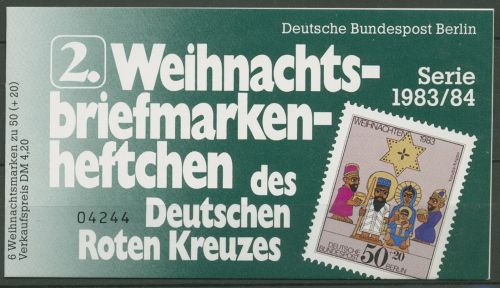 Deutsche Bundespost Berlin
2. Weihnachts-
briefmarken-
heftchen des
Deutschen
Roten Kreuzes
Serie
1983/84
6 Weihnachtsmarken zu 50 (+ 20)
Verkaufspreis DM 4,20
04244
WEIHNACHTEN 1983
DEUTSCHE
BUNDESPOST
50+20
BERLIN